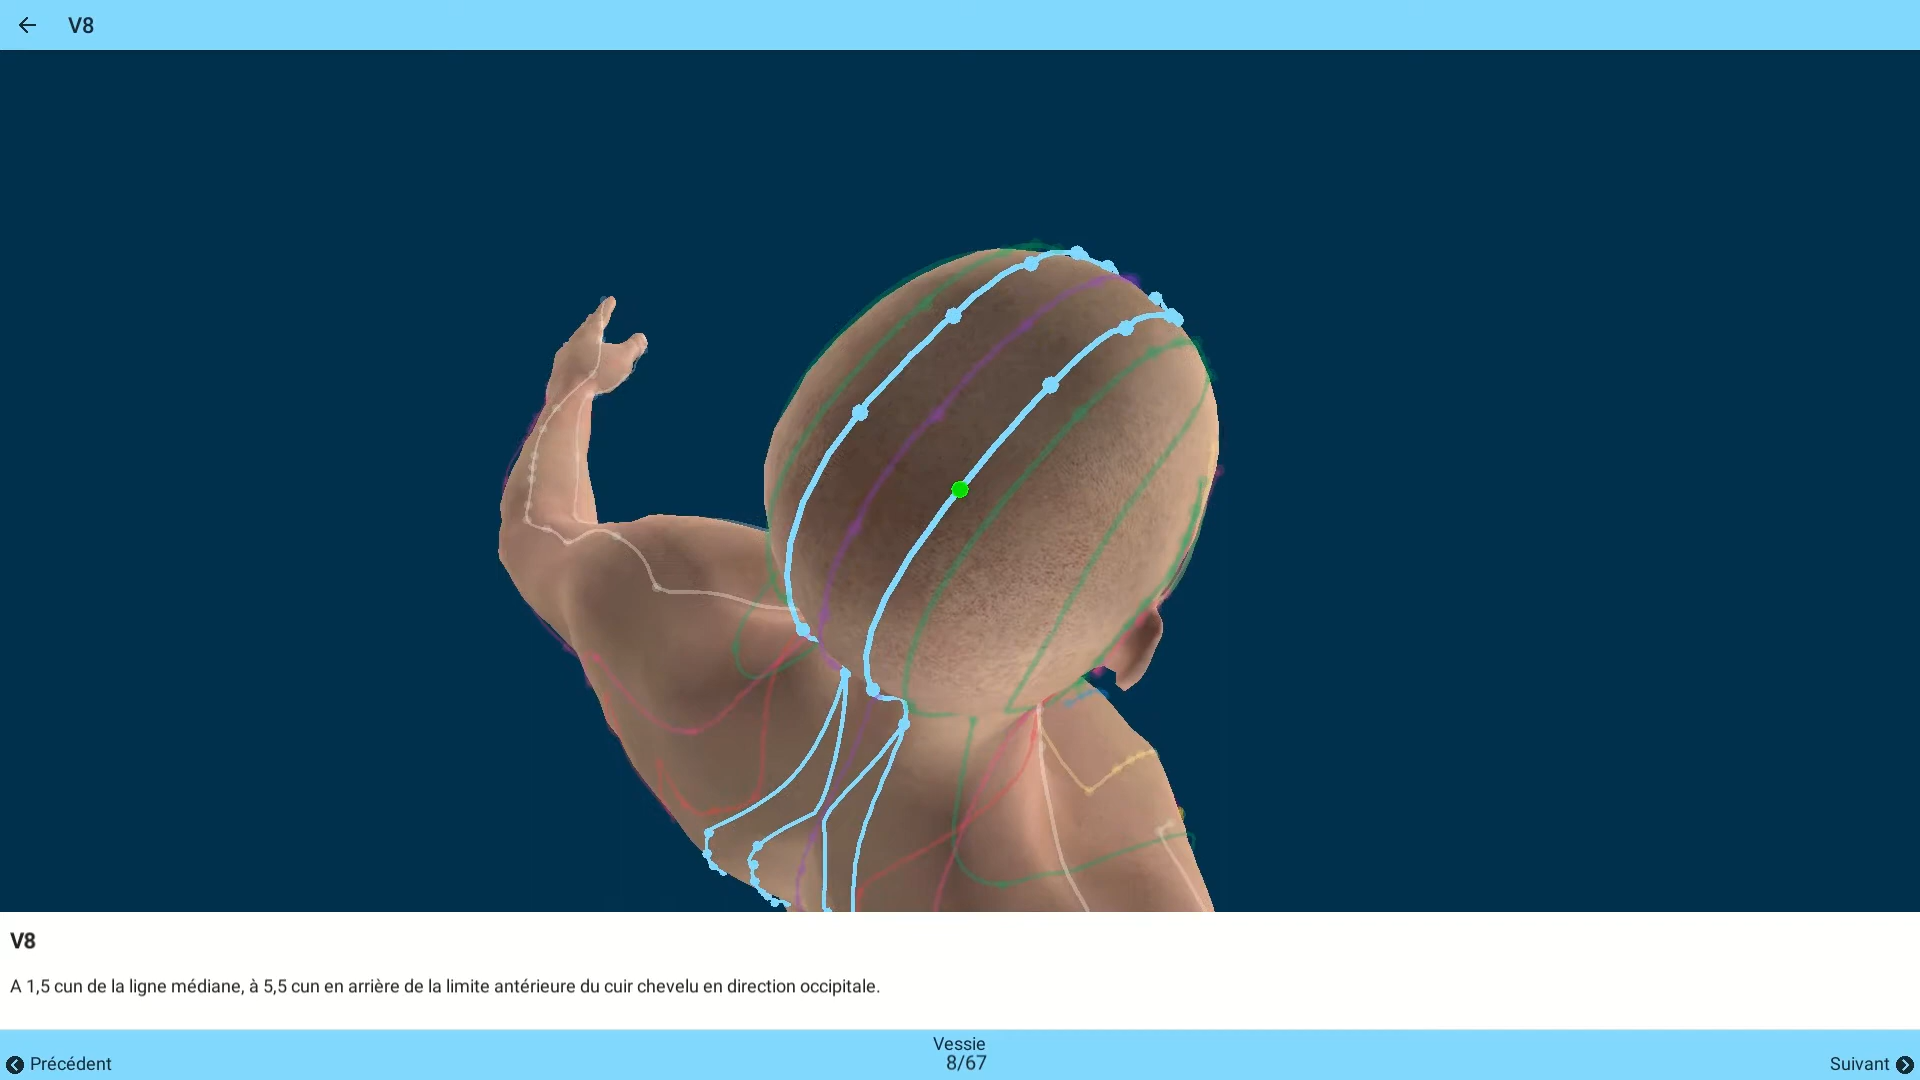 V8
V8
A 1,5 cun de la ligne médiane, à 5,5 cun en arrière de la limite antérieure du cuir chevelu en direction occipitale.
Vessie
8/67
Précédent
Suivant